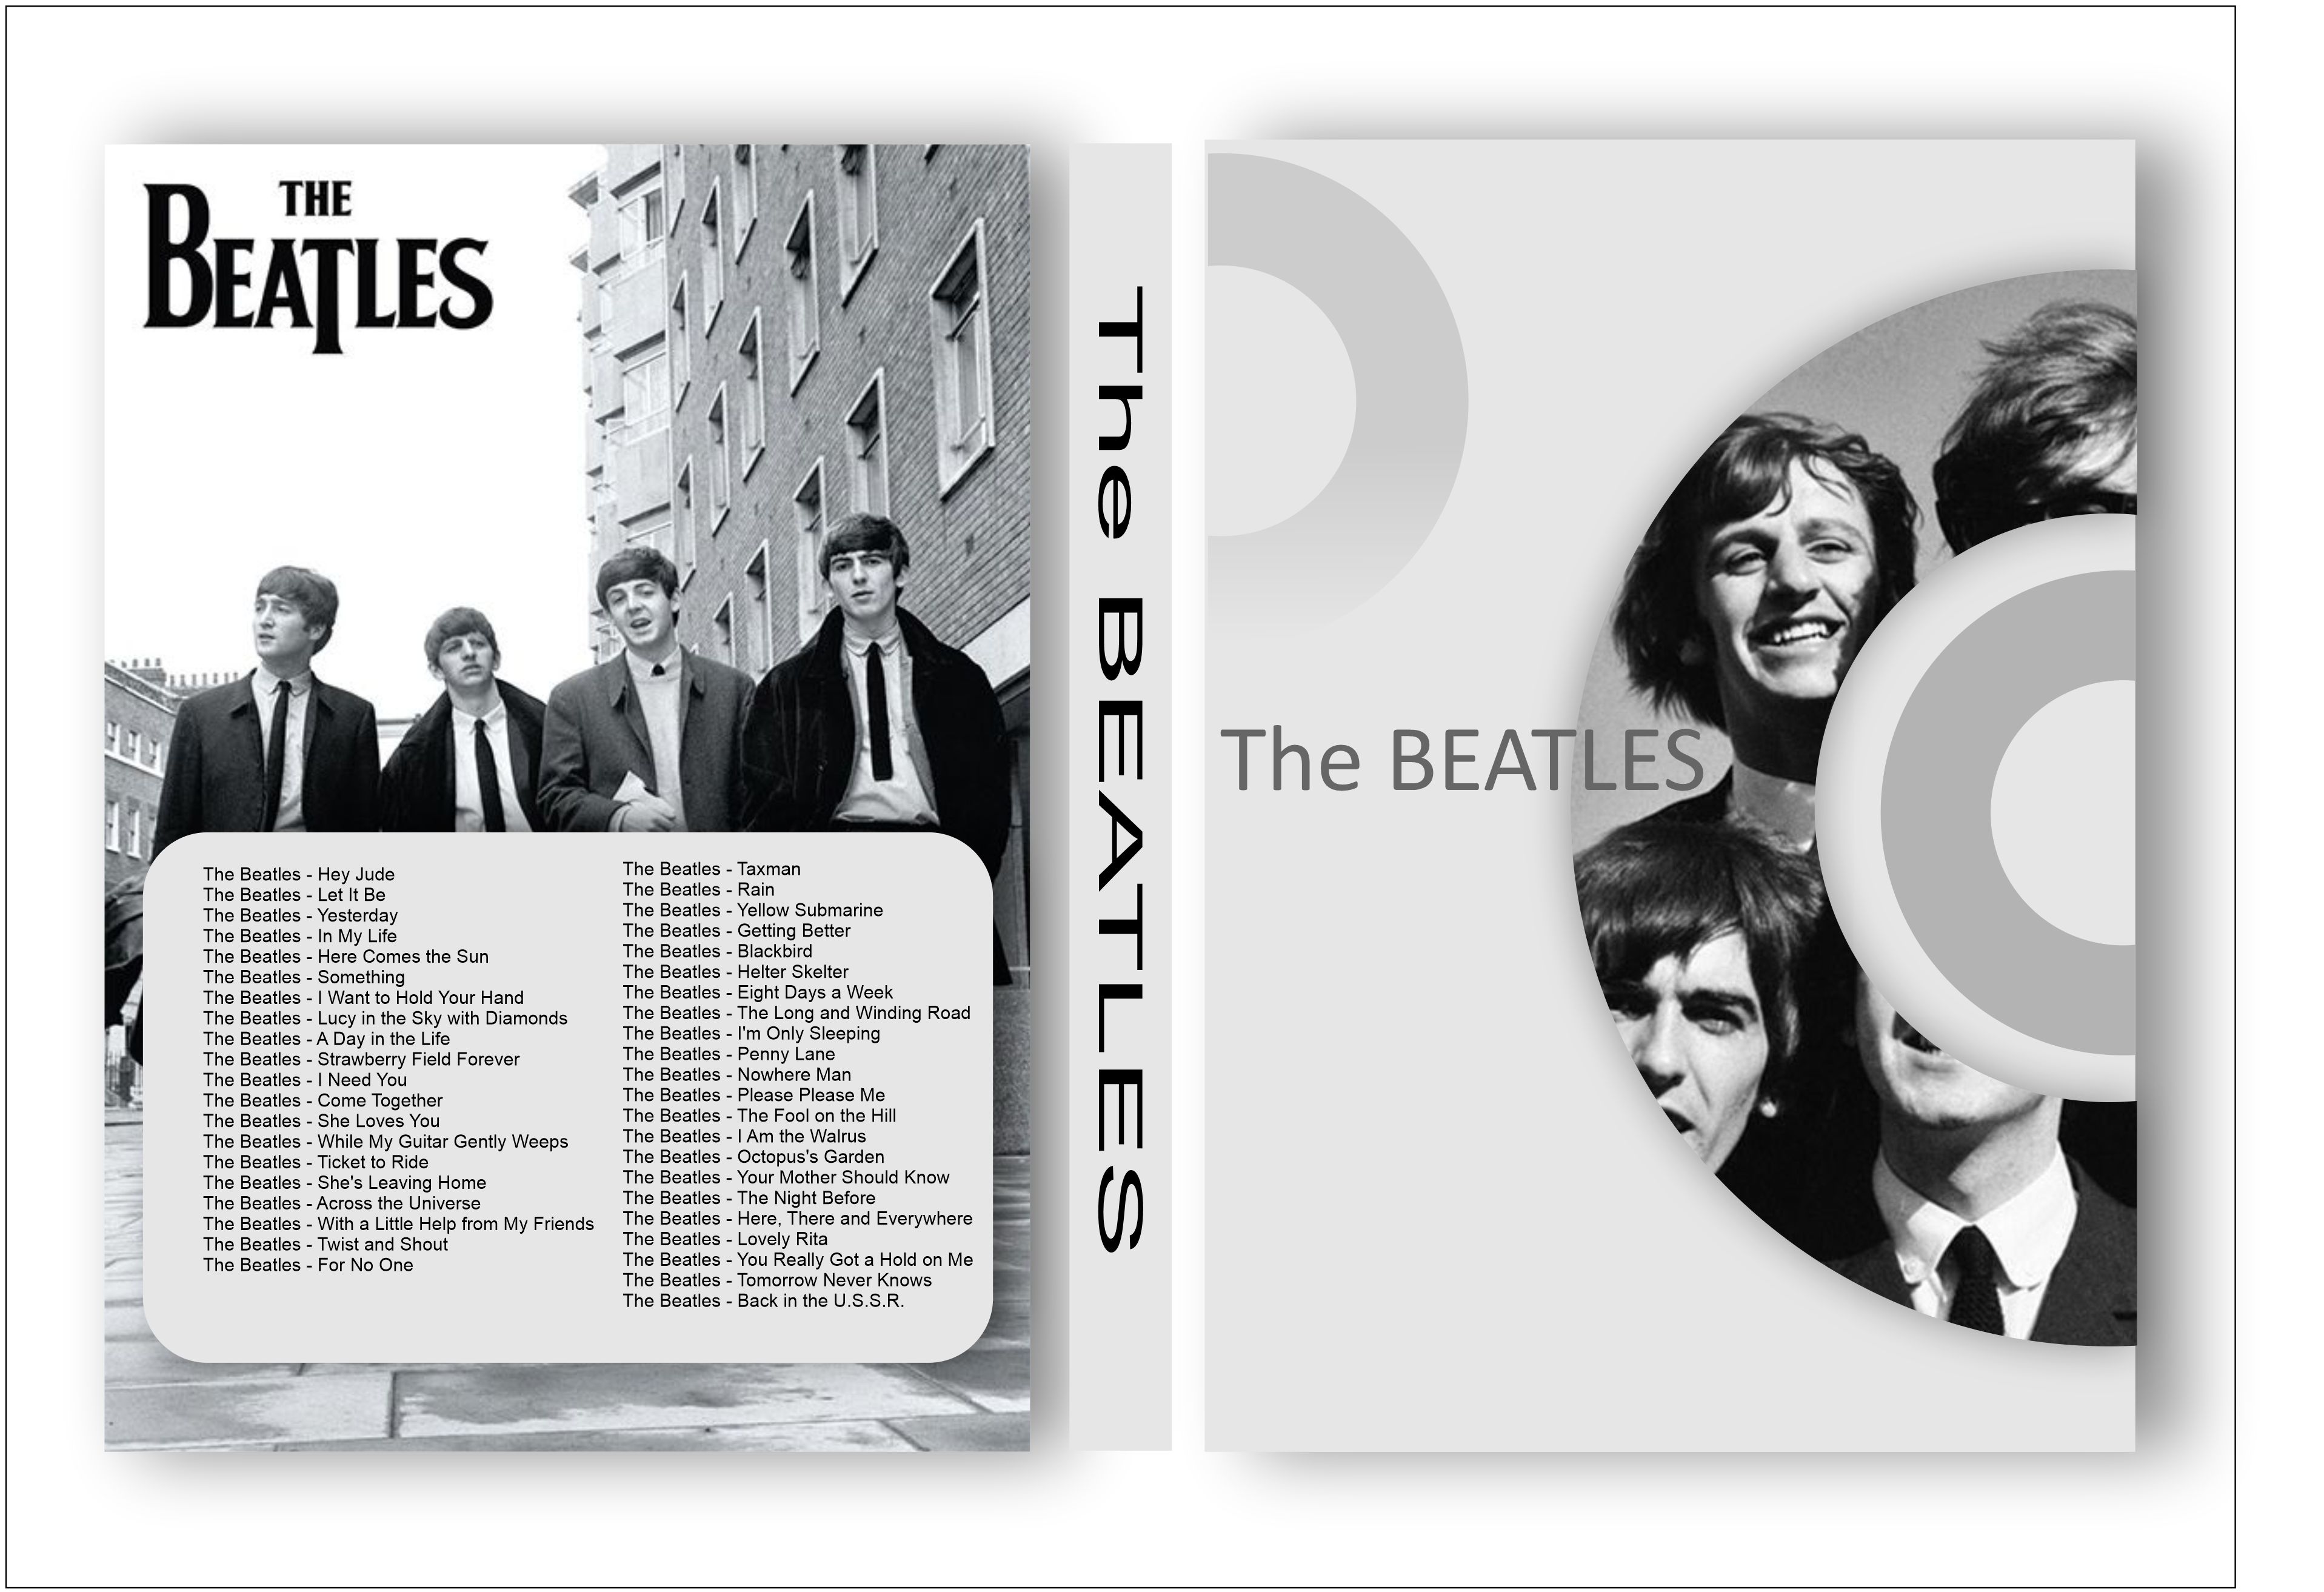 THE
BEATLES
The Beatles - Hey Jude
The Beatles - Let It Be
The Beatles - Yesterday
The Beatles - In My Life
The Beatles - Here Comes the Sun
The Beatles - Something
The Beatles - I Want to Hold Your Hand
The Beatles - Lucy in the Sky with Diamonds
The Beatles - A Day in the Life
The Beatles - Strawberry Field Forever
The Beatles - I Need You
The Beatles - Come Together
The Beatles - She Loves You
The Beatles - While My Guitar Gently Weeps
The Beatles - Ticket to Ride
The Beatles - She's Leaving Home
The Beatles - Across the Universe
The Beatles - With a Little Help from My Friends
The Beatles - Twist and Shout
The Beatles - For No One
The Beatles - Taxman
The Beatles - Rain
The Beatles - Yellow Submarine
The Beatles - Getting Better
The Beatles - Blackbird
The Beatles - Helter Skelter
The Beatles - Eight Days a Week
The Beatles - The Long and Winding Road
The Beatles - I'm Only Sleeping
The Beatles - Penny Lane
The Beatles - Nowhere Man
The Beatles - Please Please Me
The Beatles - The Fool on the Hill
The Beatles - I Am the Walrus
The Beatles - Octopus's Garden
The Beatles - Your Mother Should Know
The Beatles - The Night Before
The Beatles - Here, There and Everywhere
The Beatles - Lovely Rita
The Beatles - You Really Got a Hold on Me
The Beatles - Tomorrow Never Knows
The Beatles - Back in the U.S.S.R.
The BEATLES
The BEATLES